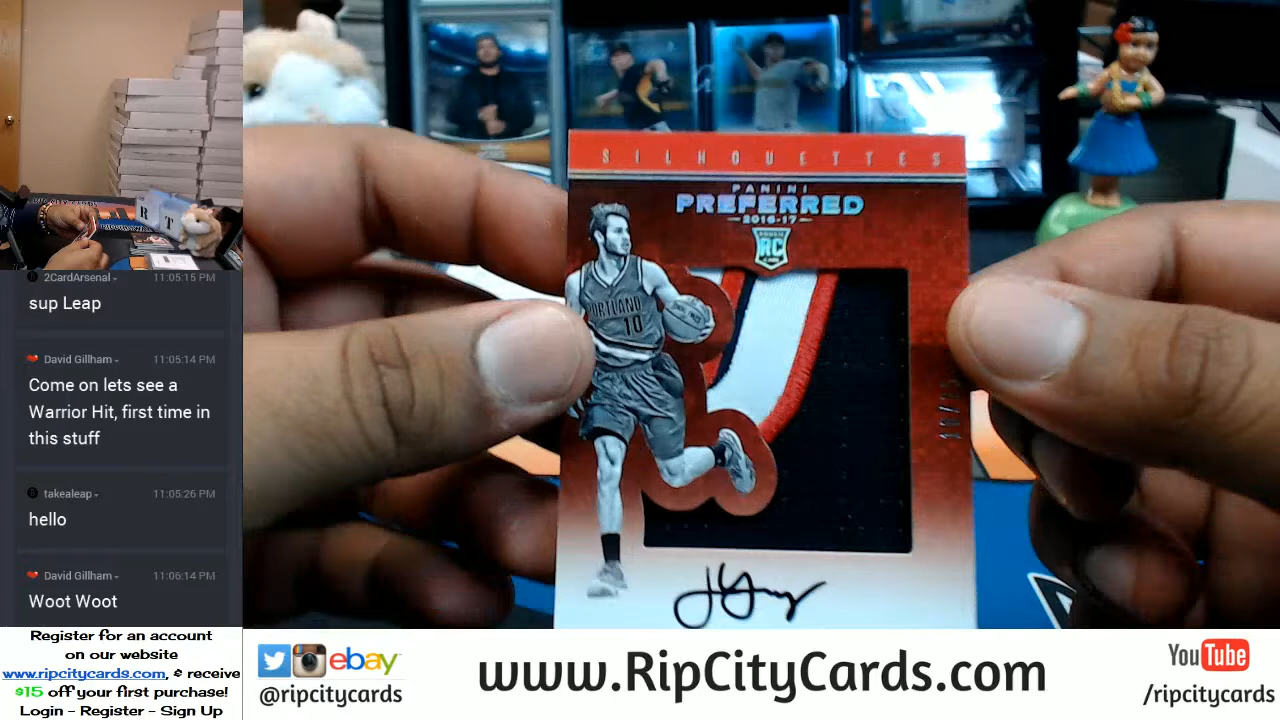 2CardArsenal 11:05:15 PM
sup Leap
David Gillham 11:05:14 PM
Come on lets see a
Warrior Hit, first time in
this stuff
takealeap 11:05:26 PM
hello
David Gillham 11:06:14 PM
Woot Woot
Register for an account
on our website
www.ripcitycards.com, & receive
$15 off your first purchase!
Login - Register - Sign Up
R T
SILHOUETTES
PANINI
PREFERRED
2016-17
RC
PORTLAND
10
ebay
@ripcitycards
www.RipCityCards.com
YouTube
/ripcitycards